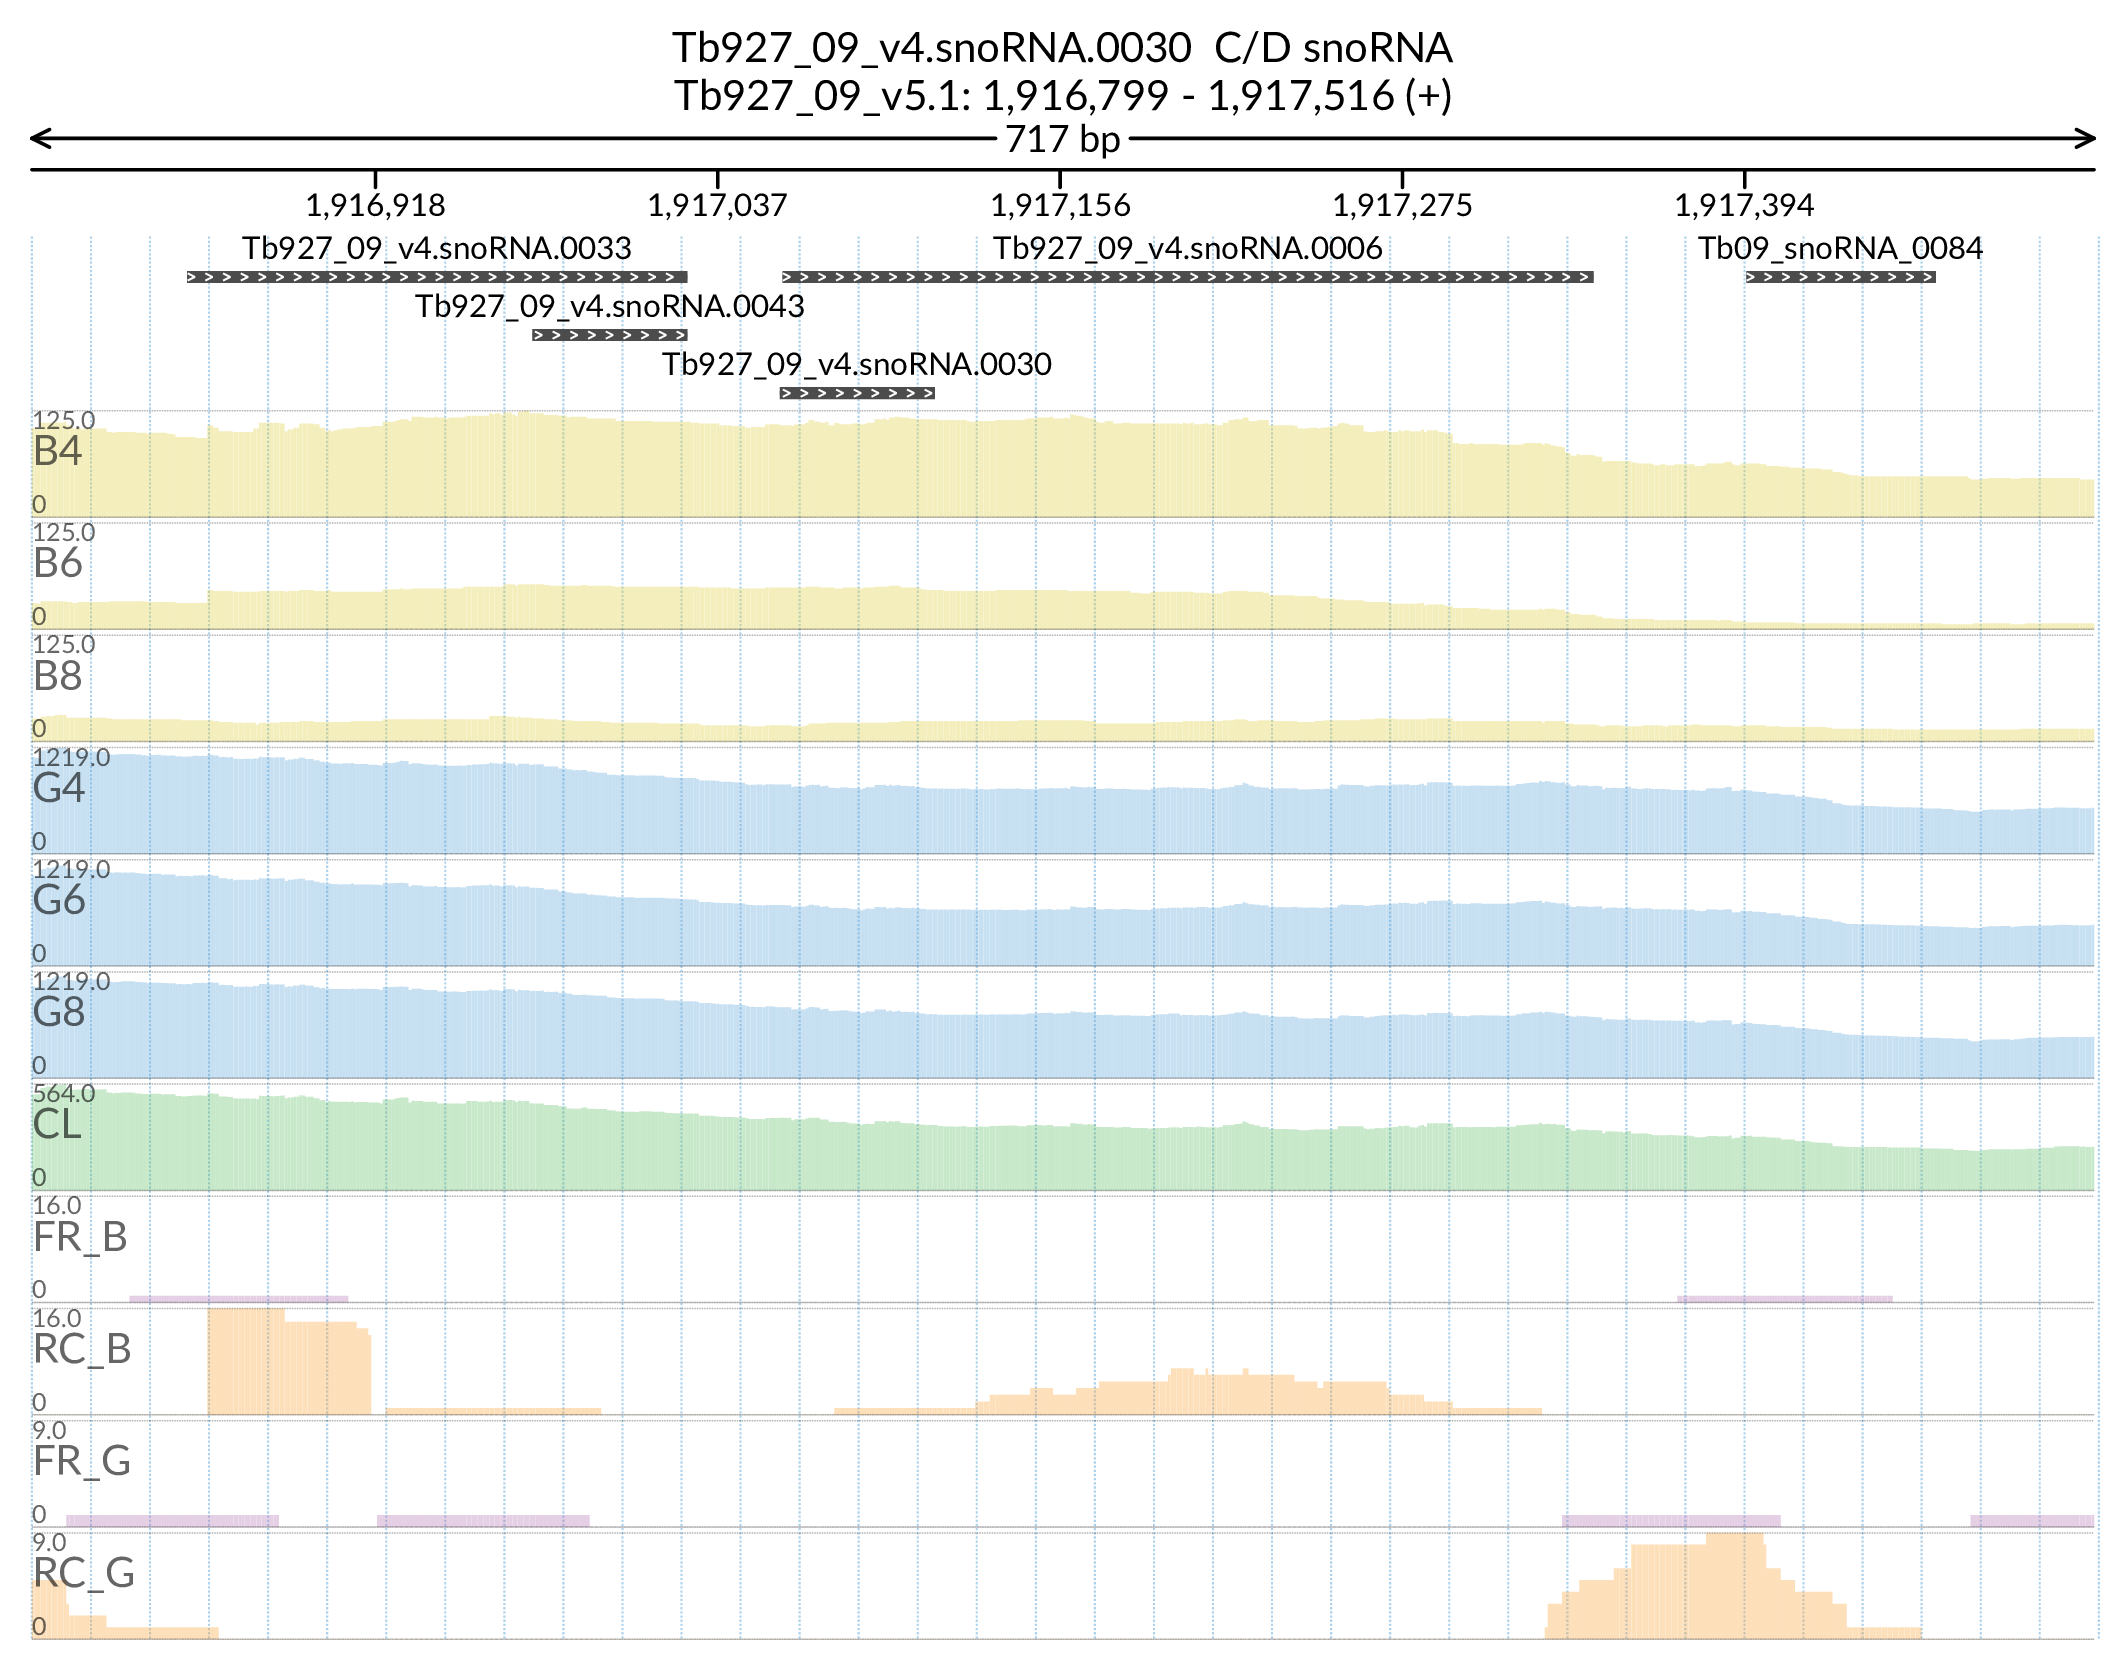 Tb927_09_v4.snoRNA.0030 C/D snoRNA
Tb927_09_v5.1: 1,916,799 - 1,917,516 (+)
717 bp
1,916,918 1,917,037 1,917,156 1,917,275 1,917,394
Tb927_09_v4.snoRNA.0033 Tb927_09_v4.snoRNA.0006 Tb09_snoRNA_0084
Tb927_09_v4.snoRNA.0043
Tb927_09_v4.snoRNA.0030
125.0
B4
0
125.0
B6
0
125.0
B8
0
1219.0
G4
0
1219.0
G6
0
1219.0
G8
0
564.0
CL
0
16.0
FR_B
0
16.0
RC_B
0
9.0
FR_G
0
9.0
RC_G
0